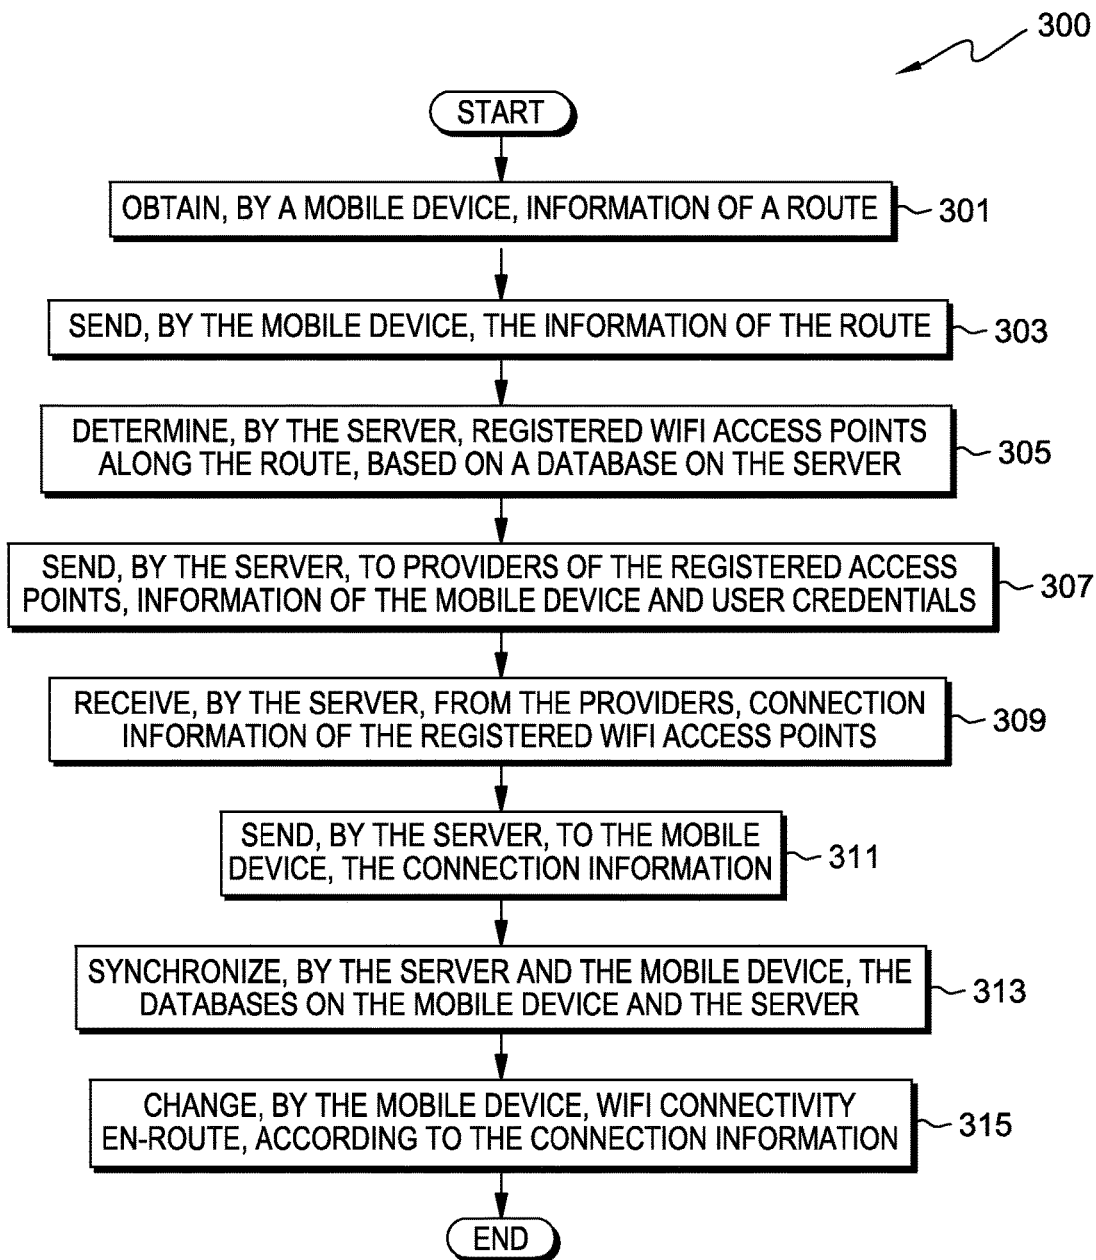 300
START
OBTAIN, BY A MOBILE DEVICE, INFORMATION OF A ROUTE
301
SEND, BY THE MOBILE DEVICE, THE INFORMATION OF THE ROUTE
303
DETERMINE, BY THE SERVER, REGISTERED WIFI ACCESS POINTS
ALONG THE ROUTE, BASED ON A DATABASE ON THE SERVER
305
SEND, BY THE SERVER, TO PROVIDERS OF THE REGISTERED ACCESS
POINTS, INFORMATION OF THE MOBILE DEVICE AND USER CREDENTIALS
307
RECEIVE, BY THE SERVER, FROM THE PROVIDERS, CONNECTION
INFORMATION OF THE REGISTERED WIFI ACCESS POINTS
309
SEND, BY THE SERVER, TO THE MOBILE
DEVICE, THE CONNECTION INFORMATION
311
SYNCHRONIZE, BY THE SERVER AND THE MOBILE DEVICE, THE
DATABASES ON THE MOBILE DEVICE AND THE SERVER
313
CHANGE, BY THE MOBILE DEVICE, WIFI CONNECTIVITY
EN-ROUTE, ACCORDING TO THE CONNECTION INFORMATION
315
END